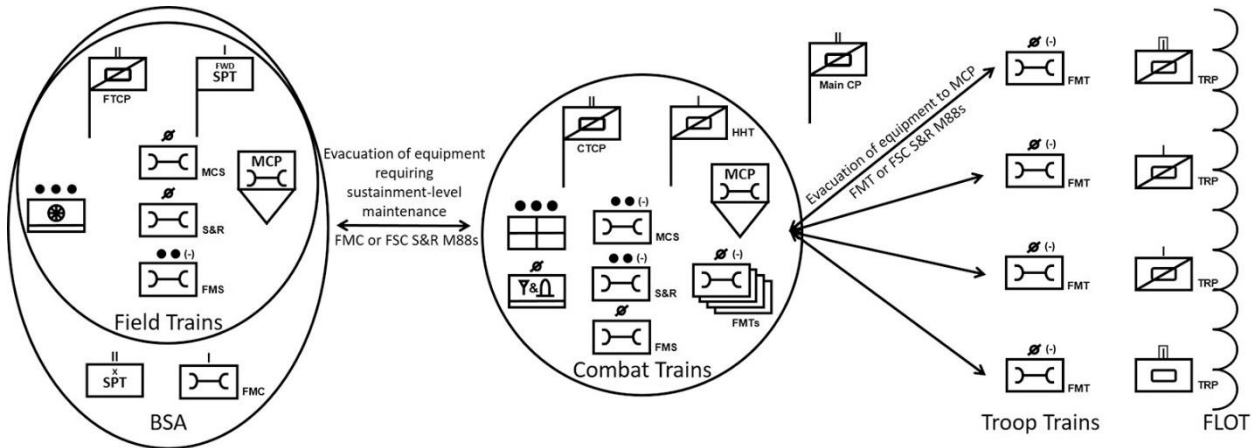 II
FTCP
I
FWD
SPT
Ø
MCS
MCP
Ø
S&R
(-)
FMS
Field Trains
II
X
SPT
I
FMC
BSA
Evacuation of equipment
requiring
sustainment-level
maintenance
FMC or FSC S&R M88s
II
CTCP
I
HHT
MCP
(-)
MCS
Ø
Y&
(-)
S&R
Ø (-)
FMTs
Ø
FMS
Combat Trains
II
Main CP
Evacuation of equipment to MCP
FMT or FSC S&R M88s
Ø (-)
FMT
I
TRP
Ø (-)
FMT
I
TRP
Ø (-)
FMT
I
TRP
Ø (-)
FMT
I
TRP
Troop Trains
FLOT